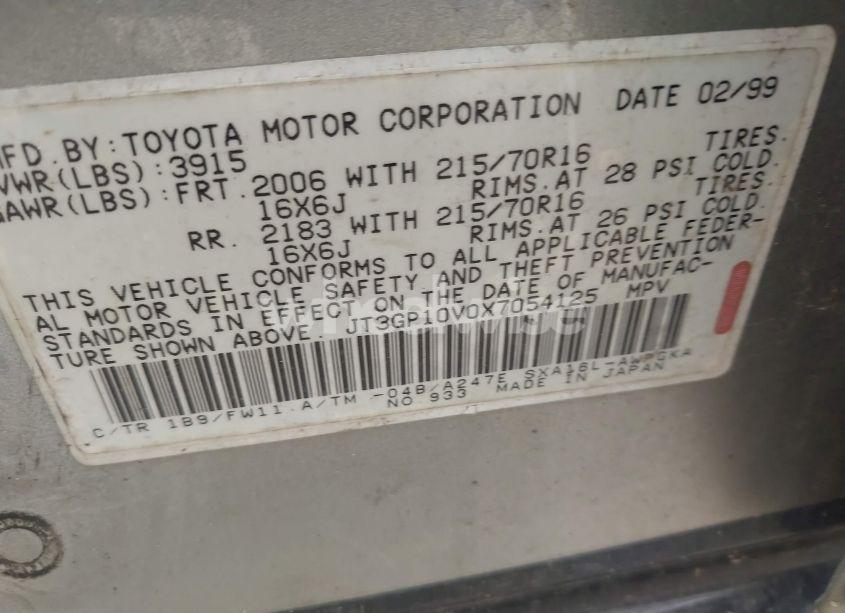 MFD. BY: TOYOTA MOTOR CORPORATION DATE 02/99
VWR(LBS): 3915
AWR(LBS): FRT. 2006 WITH 215/70R16 TIRES.
16X6J RIMS. AT 28 PSI COLD.
RR. 2183 WITH 215/70R16 TIRES.
16X6J RIMS. AT 26 PSI COLD.
THIS VEHICLE CONFORMS TO ALL APPLICABLE FEDER-
AL MOTOR VEHICLE SAFETY AND THEFT PREVENTION
STANDARDS IN EFFECT ON THE DATE OF MANUFAC-
TURE SHOWN ABOVE. JT3GP10V0X7054125 MPV
C/TR 1B9/FW11 A/TM -04B/A247E SXA16L-AWPGKA
NO 933 MADE IN JAPAN